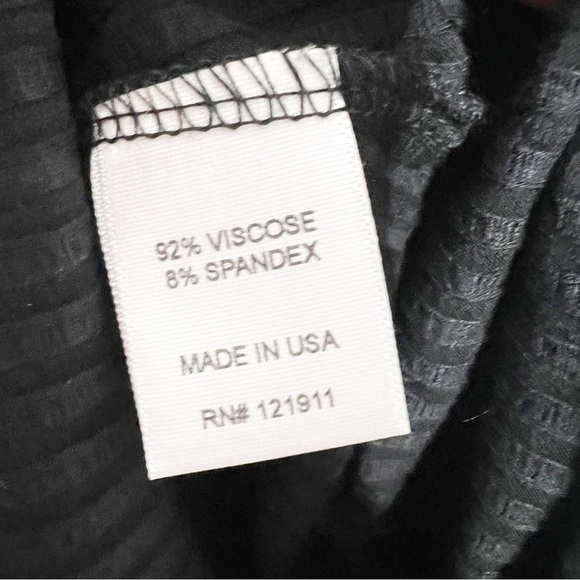 92% VISCOSE
8% SPANDEX
MADE IN USA
RN# 121911